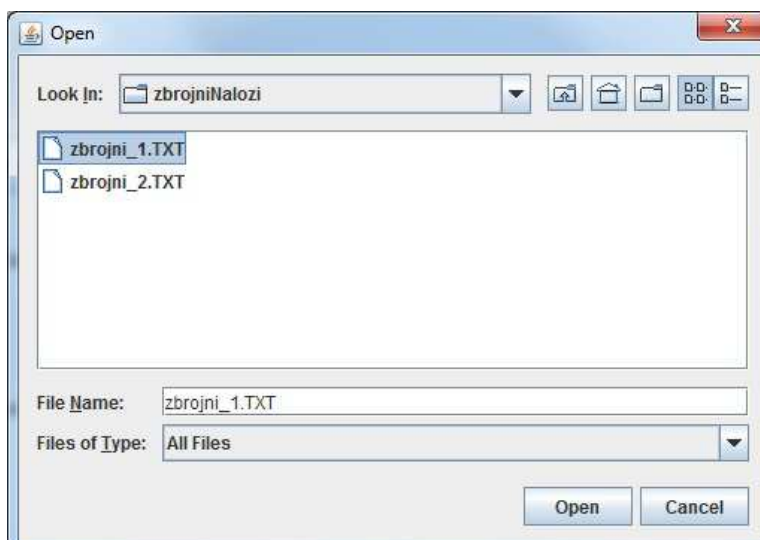 Open
Look In: zbrojniNalozi
zbrojni_1.TXT
zbrojni_2.TXT
File Name: zbrojni_1.TXT
Files of Type: All Files
Open Cancel